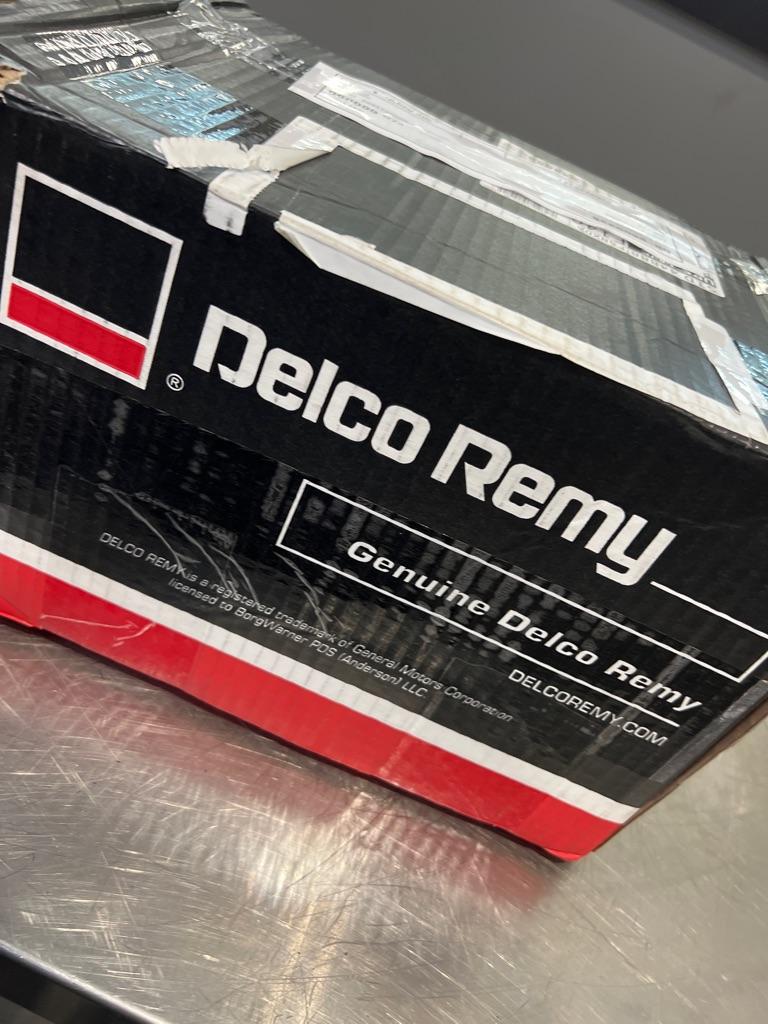 ®
Delco Remy
Genuine Delco Remy
DELCOREMY.COM
DELCO REMY is a registered trademark of General Motors Corporation
licensed to BorgWarner PDS (Anderson) LLC.